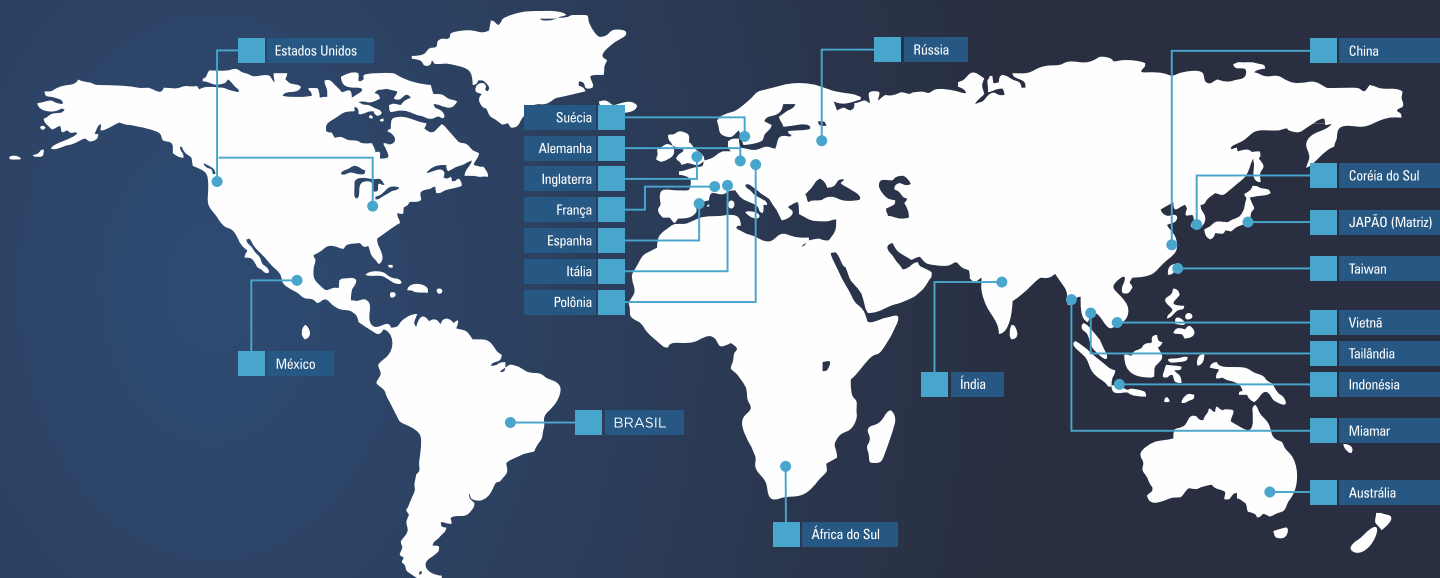 Estados Unidos
Rússia
China
Suécia
Alemanha
Inglaterra
França
Espanha
Itália
Polônia
Coréia do Sul
JAPÃO (Matriz)
Taiwan
Vietnã
Tailândia
Indonésia
Miamar
Austrália
México
Índia
BRASIL
África do Sul